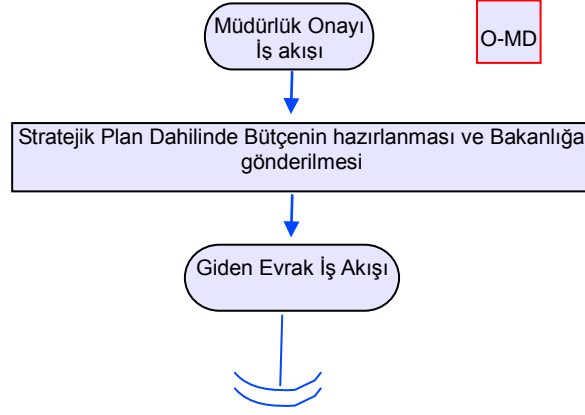 Müdürlük Onayı
İş akışı
O-MD
Stratejik Plan Dahilinde Bütçenin hazırlanması ve Bakanlığa
gönderilmesi
Giden Evrak İş Akışı